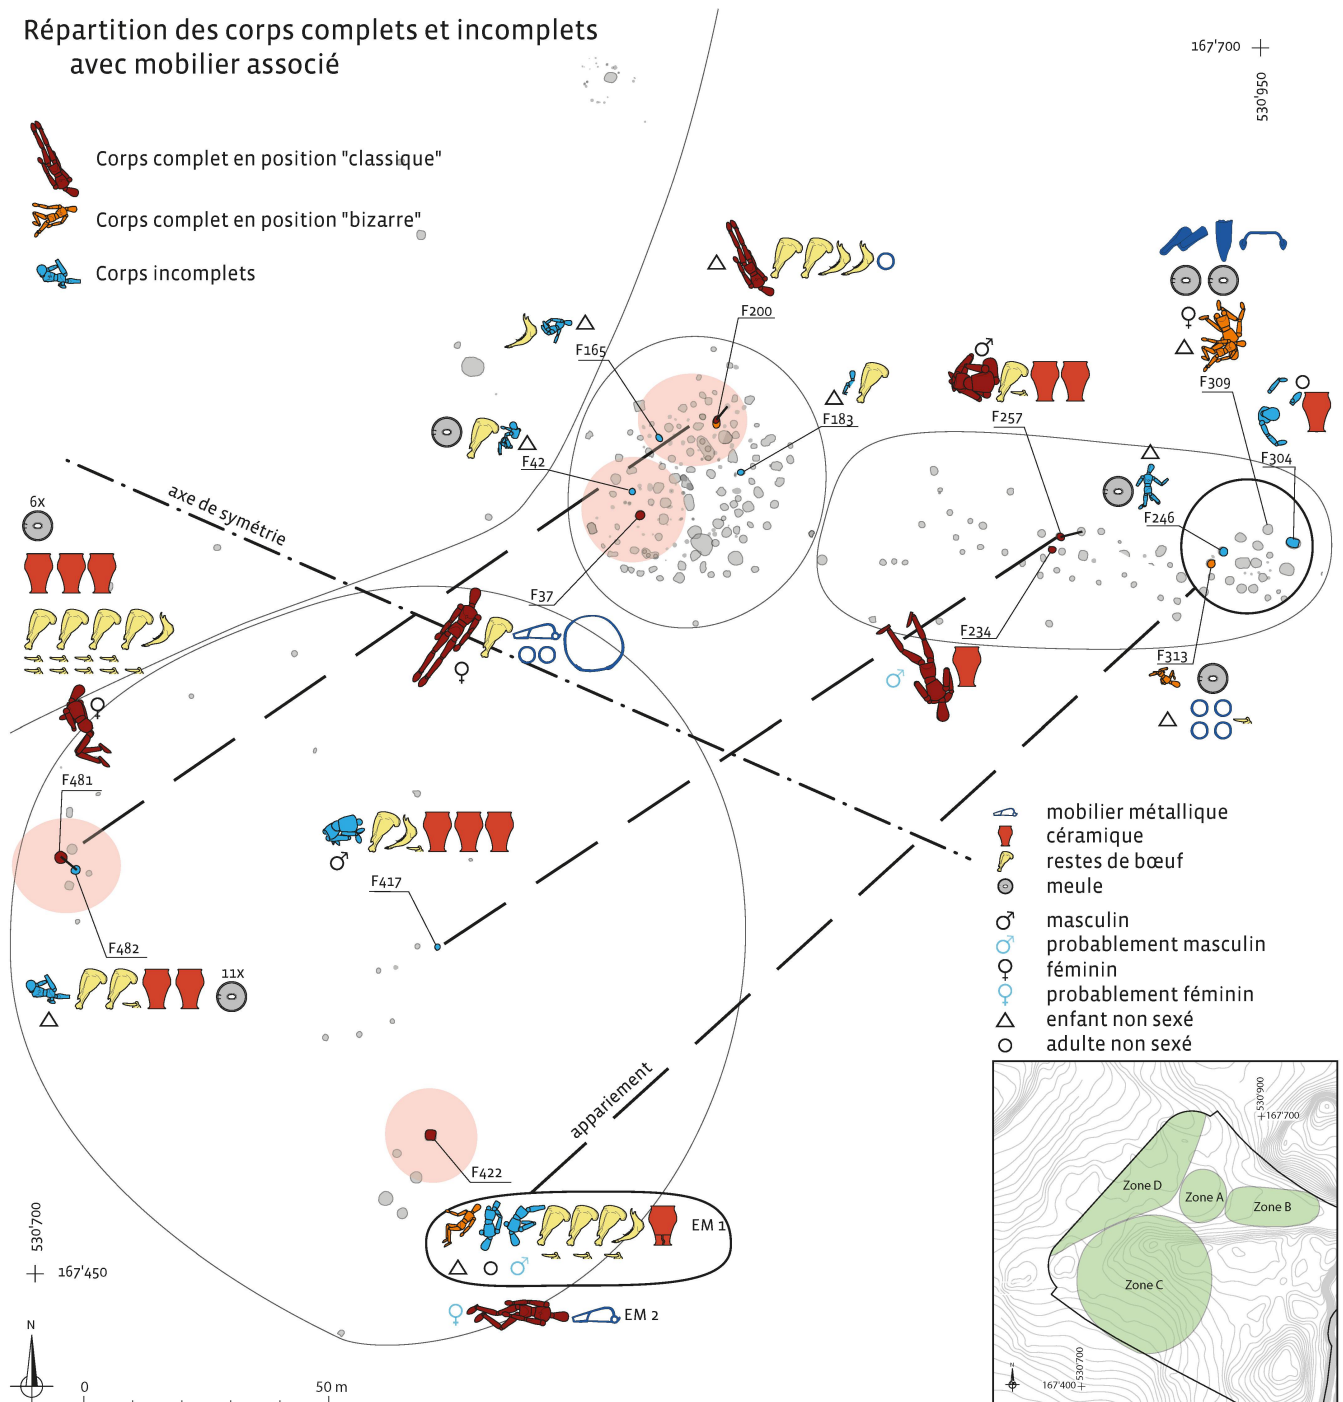 Répartition des corps complets et incomplets
avec mobilier associé
167'700
530'950
Corps complet en position "classique"
Corps complet en position "bizarre"
Corps incomplets
F200
F165
F183
F42
F37
F257
F309
F304
F246
F234
F313
axe de symétrie
6X
F481
F482
11X
F417
F422
appariement
EM 1
EM 2
mobilier métallique
céramique
restes de bœuf
meule
masculin
probablement masculin
féminin
probablement féminin
enfant non sexé
adulte non sexé
530'900
167'700
Zone D
Zone A
Zone B
Zone C
N
530'700
167'400
530'700
167'450
N
0
50 m